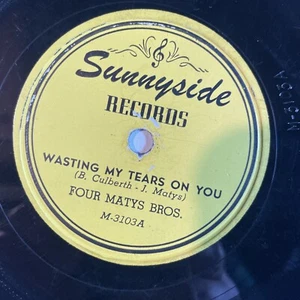 Sunnyside
RECORDS
WASTING MY TEARS ON YOU
(B. Culberth - J. Matys)
FOUR MATYS BROS.
M-3103A